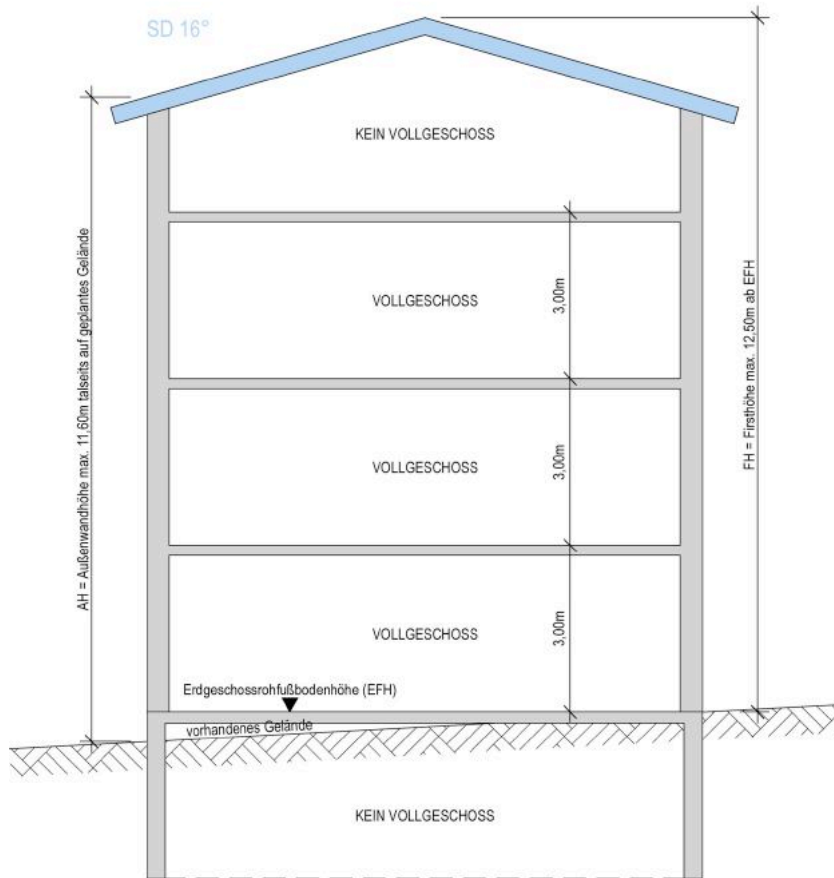 SD 16°
KEIN VOLLGESCHOSS
AH = Außenwandhöhe max. 11,60m talseits auf geplantes Gelände
FH = Firsthöhe max. 12,50m ab EFH
VOLLGESCHOSS
3,00m
VOLLGESCHOSS
3,00m
VOLLGESCHOSS
3,00m
Erdgeschossrohfußbodenhöhe (EFH)
vorhandenes Gelände
KEIN VOLLGESCHOSS